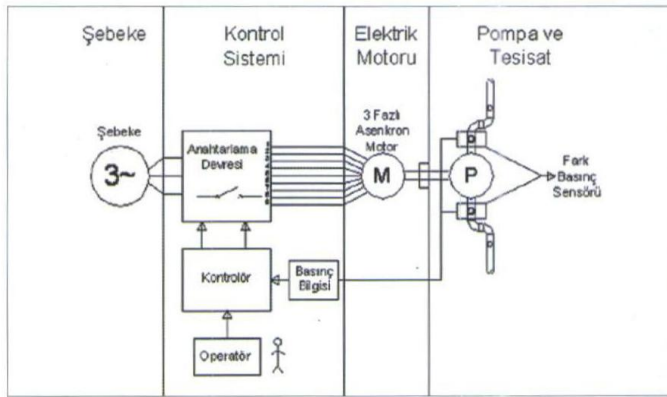 Şebeke
Kontrol
Sistemi
Elektrik
Motoru
Pompa ve
Tesisat
Şebeke
3~
Anahtarlama
Devresi
3 Fazlı
Asenkron
Motor
M
P
Fark
Basınç
Sensörü
Kontrolör
Basınç
Bilgisi
Operatör